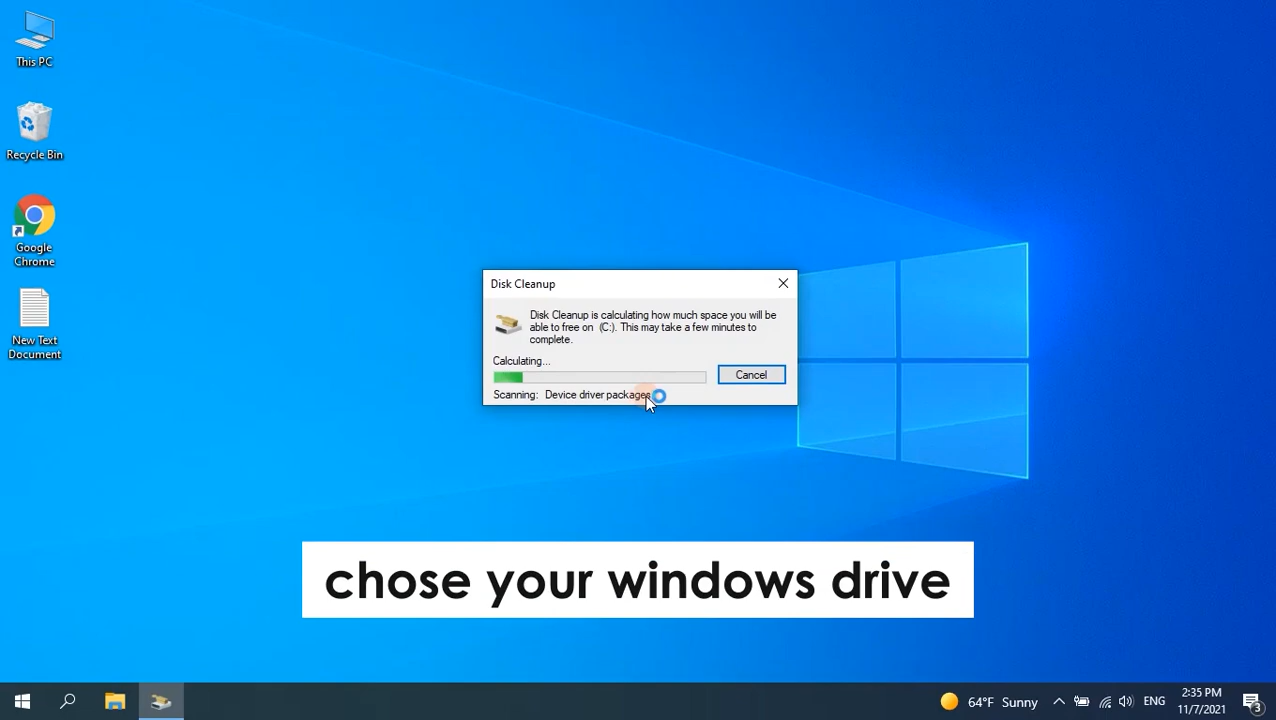 This PC
Recycle Bin
Google
Chrome
New Text
Document
Disk Cleanup
Disk Cleanup is calculating how much space you will be
able to free on  (C:). This may take a few minutes to
complete.
Calculating...
Cancel
Scanning:  Device driver packages
chose your windows drive
64°F  Sunny
ENG
2:35 PM
11/7/2021
3